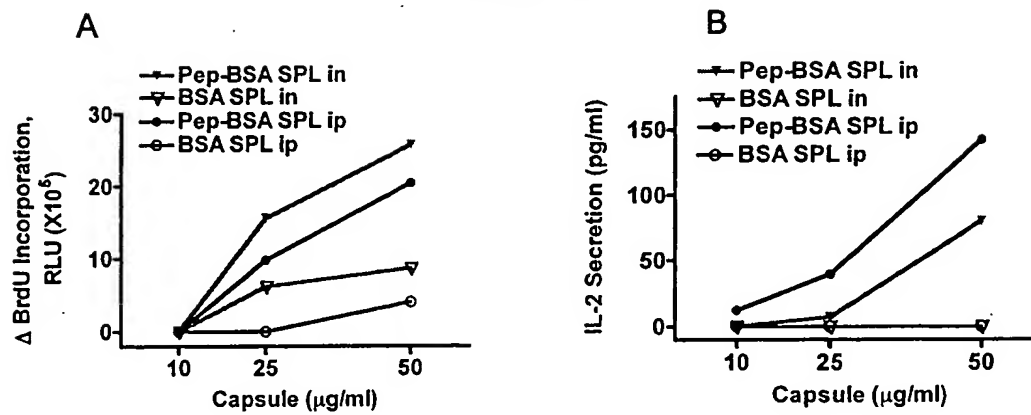 A
Pep-BSA SPL in
BSA SPL in
Pep-BSA SPL ip
BSA SPL ip
30
20
10
0
Δ BrdU Incorporation,
RLU (X10⁶)
10
25
50
Capsule (μg/ml)
B
Pep-BSA SPL in
BSA SPL in
Pep-BSA SPL ip
BSA SPL ip
150
100
50
0
IL-2 Secretion (pg/ml)
10
25
50
Capsule (μg/ml)